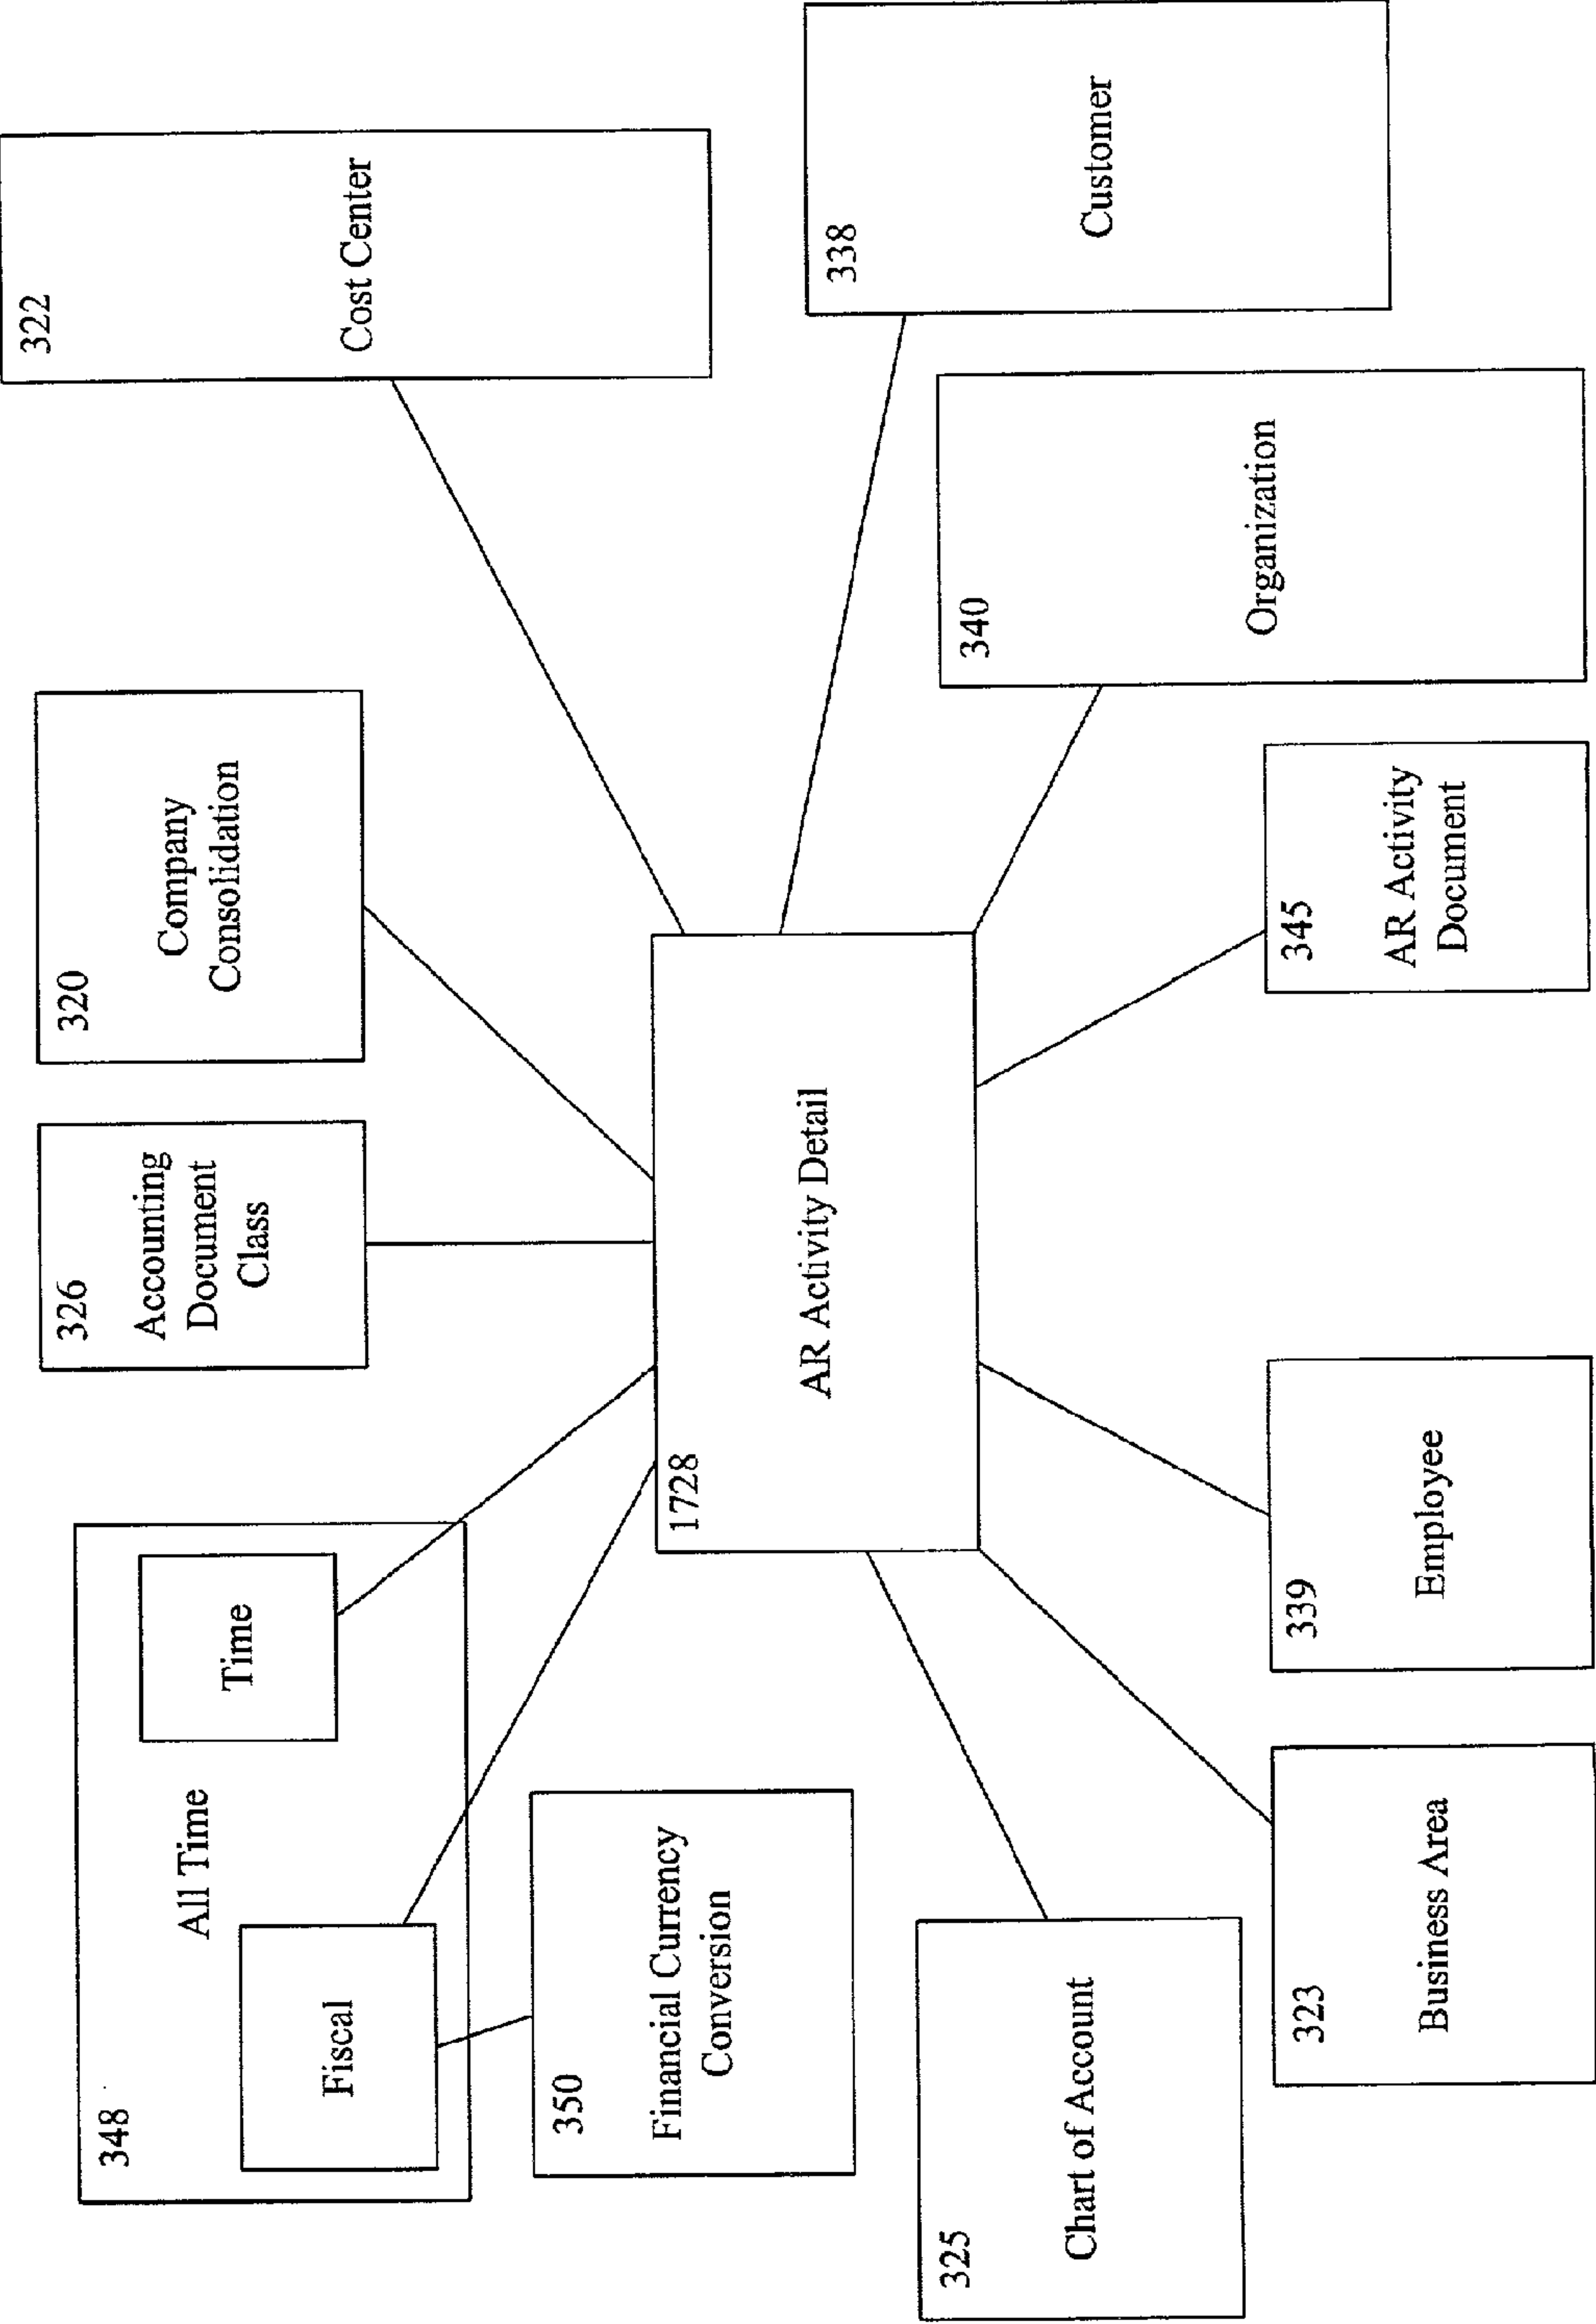 348
All Time
Time
Fiscal
326
Accounting
Document
Class
320
Company
Consolidation
322
Cost Center
350
Financial Currency
Conversion
1728
AR Activity Detail
338
Customer
325
Chart of Account
340
Organization
323
Business Area
339
Employee
345
AR Activity
Document